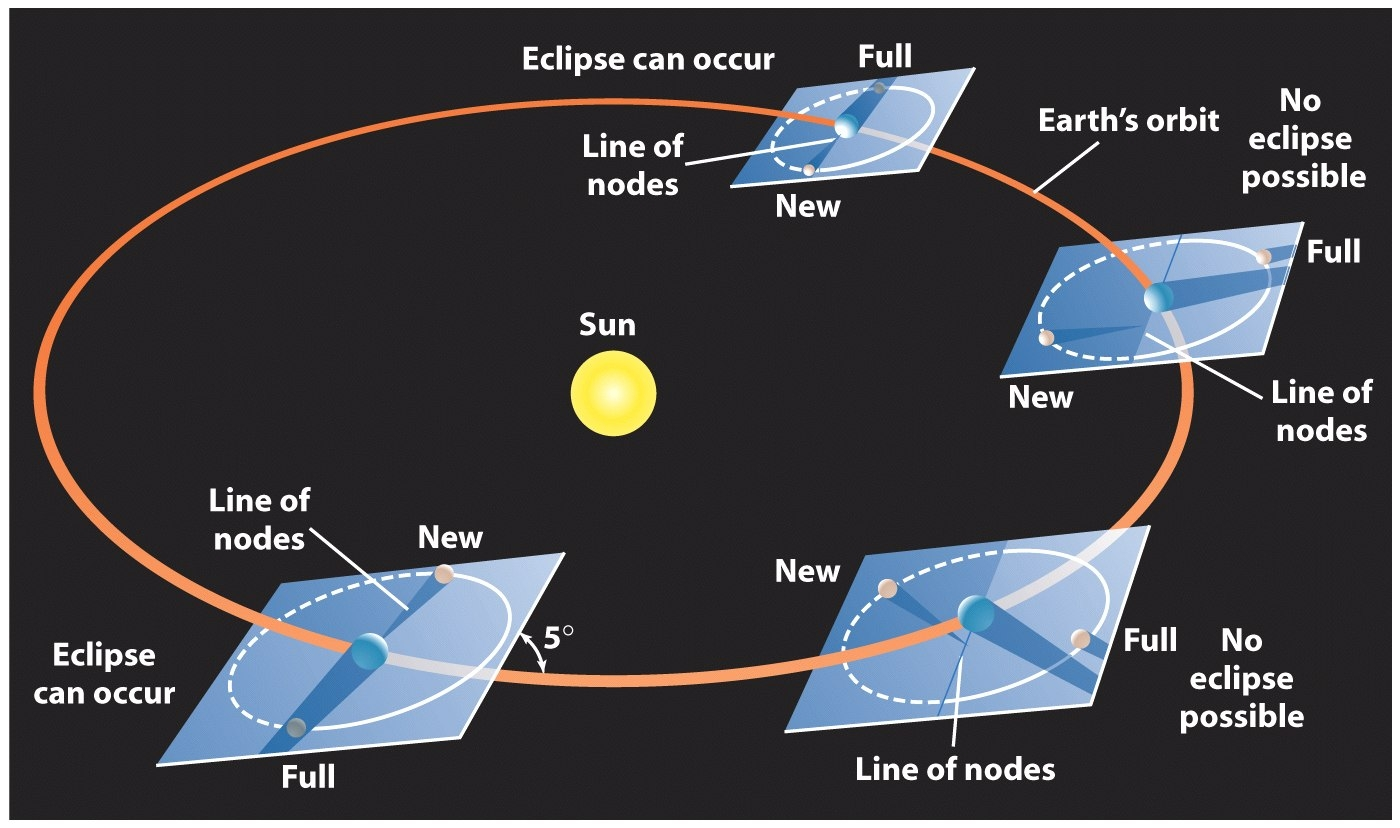 Eclipse can occur
Full
Line of
nodes
New
Earth's orbit
No
eclipse
possible
Full
New
Line of
nodes
Sun
Line of
nodes
New
Eclipse
can occur
5°
Full
New
Full
No
eclipse
possible
Line of nodes